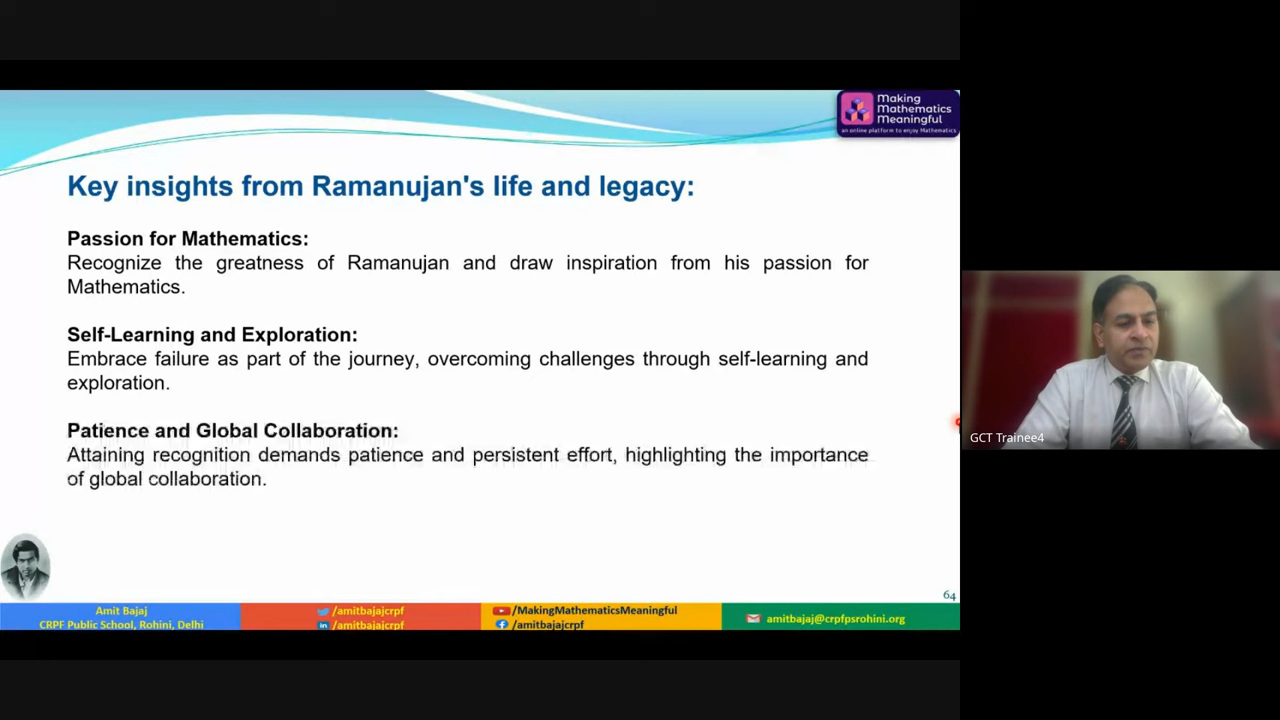 Making
Mathematics
Meaningful
an online platform to enjoy Mathematics
Key insights from Ramanujan's life and legacy:
Passion for Mathematics:
Recognize the greatness of Ramanujan and draw inspiration from his passion for
Mathematics.
Self-Learning and Exploration:
Embrace failure as part of the journey, overcoming challenges through self-learning and
exploration.
Patience and Global Collaboration:
Attaining recognition demands patience and persistent effort, highlighting the importance
of global collaboration.
GCT Trainee4
64
Amit Bajaj
CRPF Public School, Rohini, Delhi
/amitbajajcrpf
/amitbajajcrpf
/MakingMathematicsMeaningful
/amitbajajcrpf
amitbajaj@crpfpsrohini.org